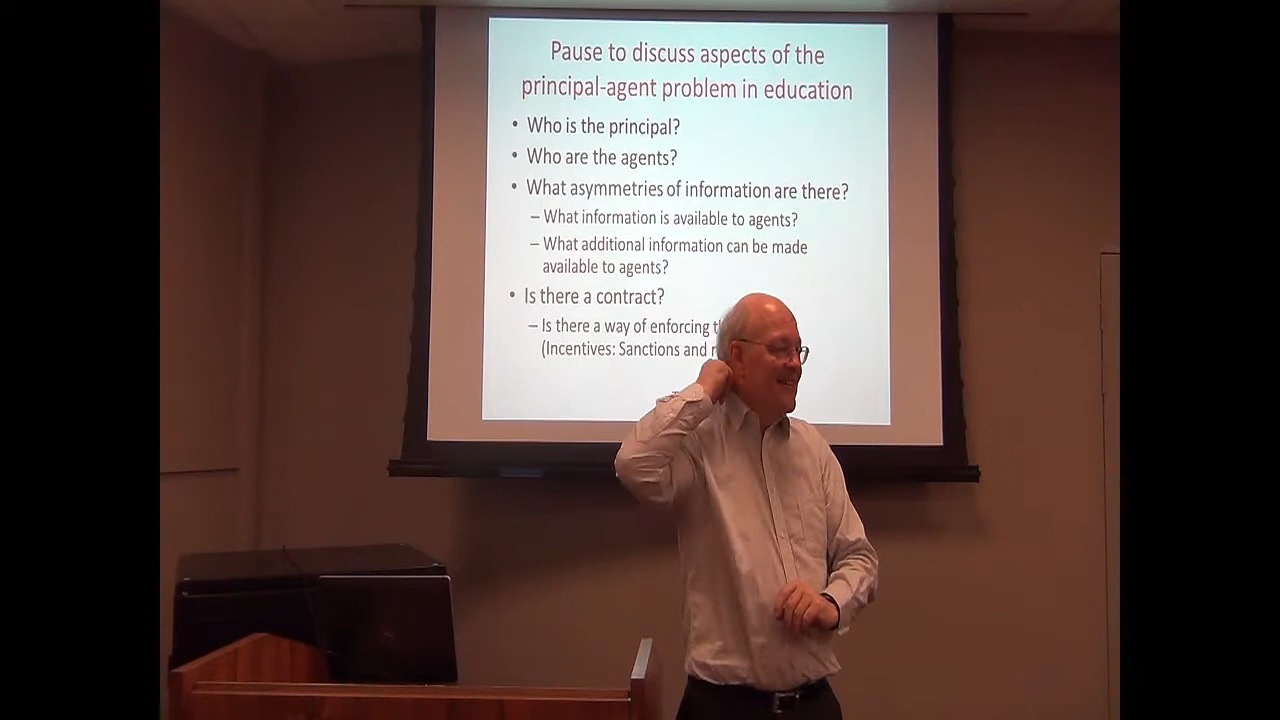 Pause to discuss aspects of the
principal-agent problem in education
• Who is the principal?
• Who are the agents?
• What asymmetries of information are there?
– What information is available to agents?
– What additional information can be made
available to agents?
• Is there a contract?
– Is there a way of enforcing
(Incentives: Sanctions and